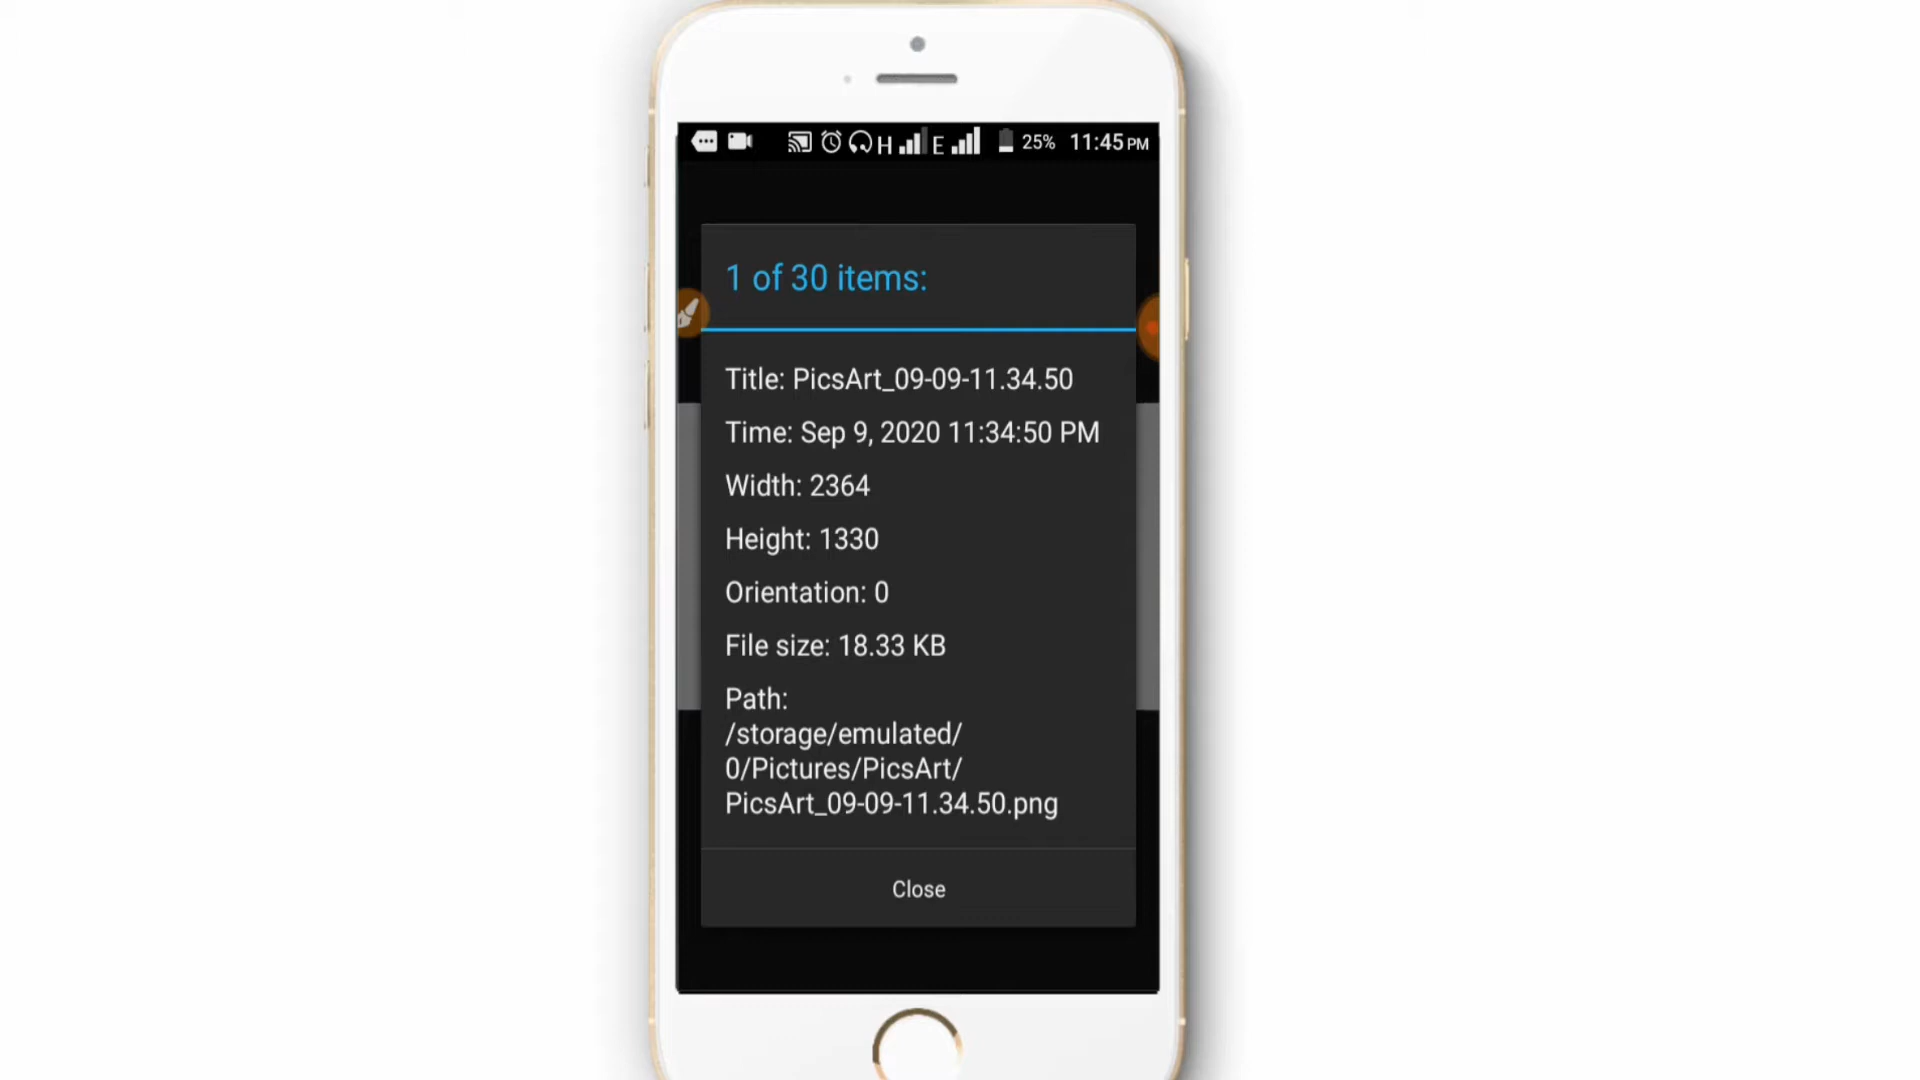 H E 25% 11:45 PM
1 of 30 items:
Title: PicsArt_09-09-11.34.50
Time: Sep 9, 2020 11:34:50 PM
Width: 2364
Height: 1330
Orientation: 0
File size: 18.33 KB
Path:
/storage/emulated/
0/Pictures/PicsArt/
PicsArt_09-09-11.34.50.png
Close